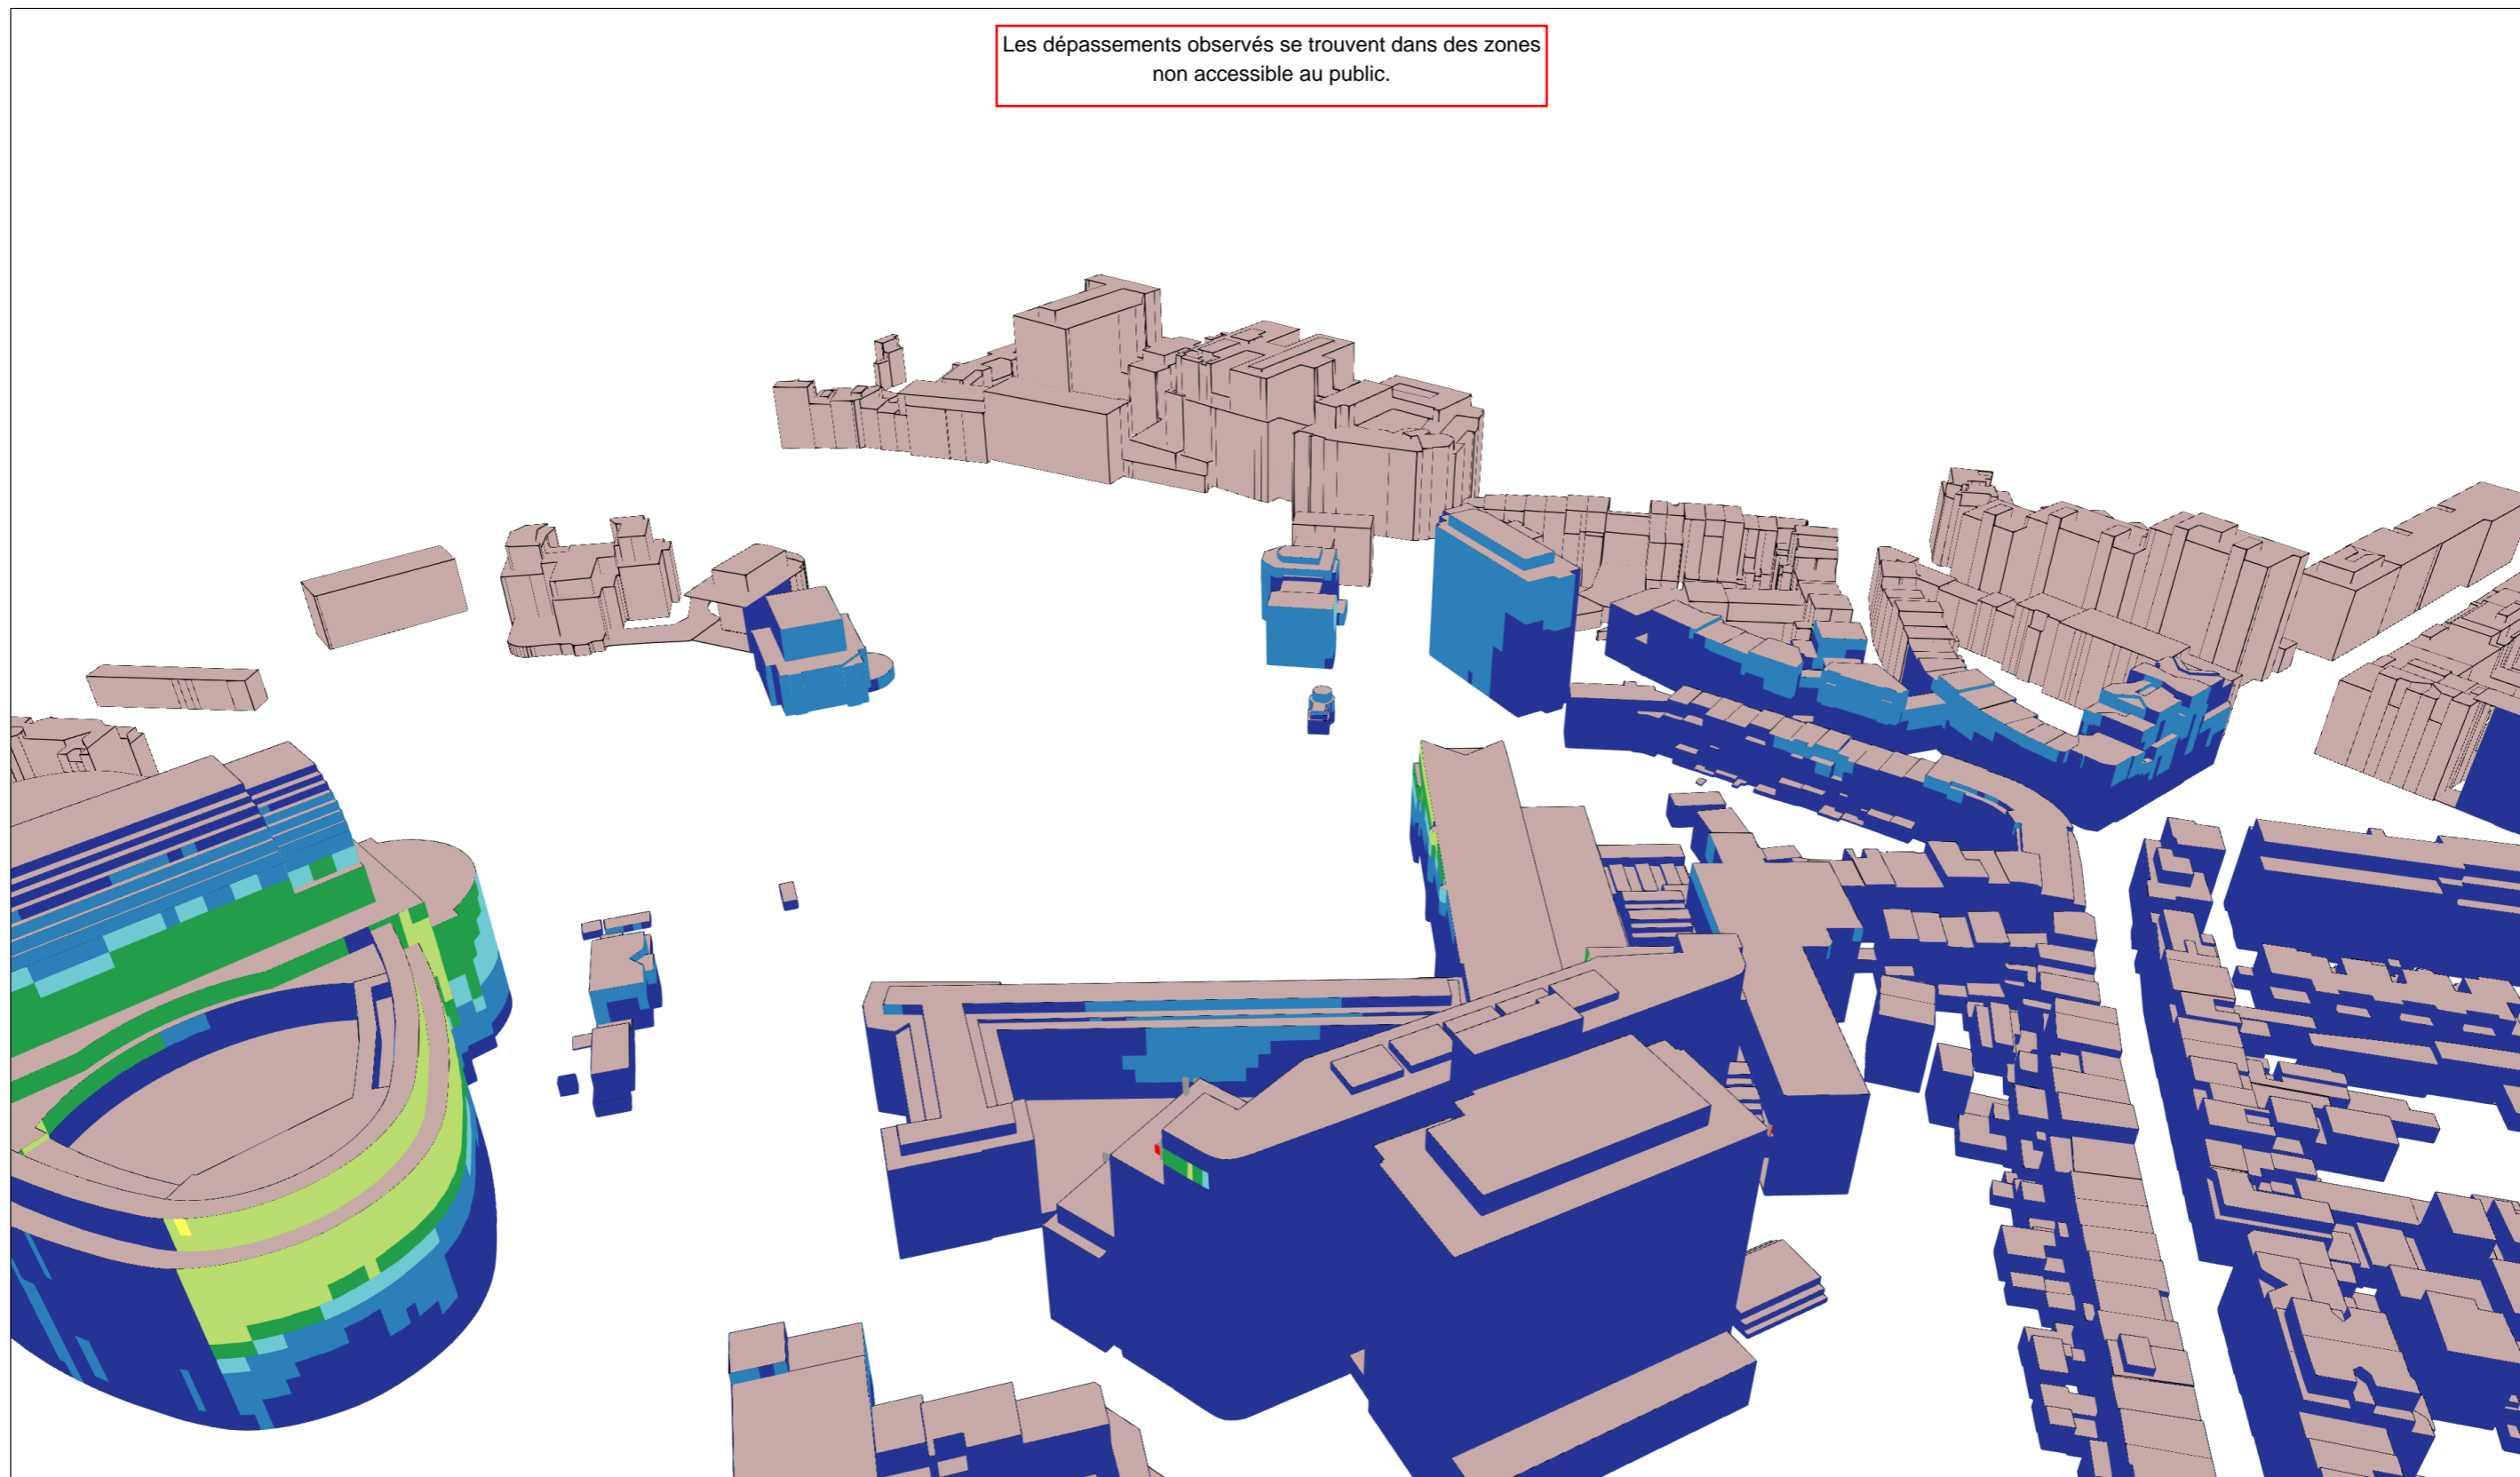 Les dépassements observés se trouvent dans des zones
non accessible au public.